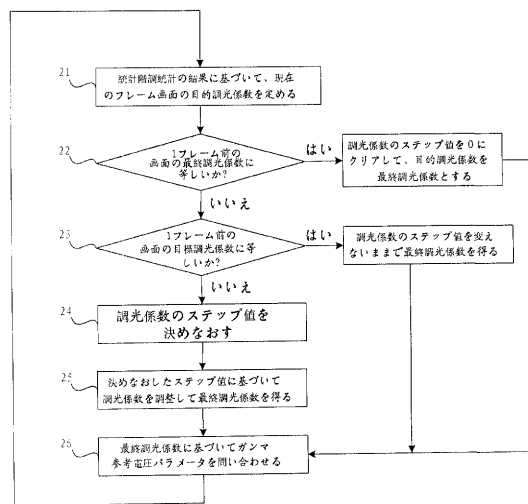 21
統計階調統計の結果に基づいて、現在
のフレーム画面の目的調光係数を定める
22
1フレーム前の
画面の最終調光係数に
等しいか?
はい
調光係数のステップ値を0に
クリアして、目的調光係数を
最終調光係数とする
いいえ
23
1フレーム前の
画面の目標調光係数に等
しいか?
はい
調光係数のステップ値を変え
ないままで最終調光係数を得る
いいえ
24
調光係数のステップ値を
決めなおす
25
決めなおしたステップ値に基づいて
調光係数を調整して最終調光係数を得る
26
最終調光係数に基づいてガンマ
参考電圧パラメータを問い合わせる